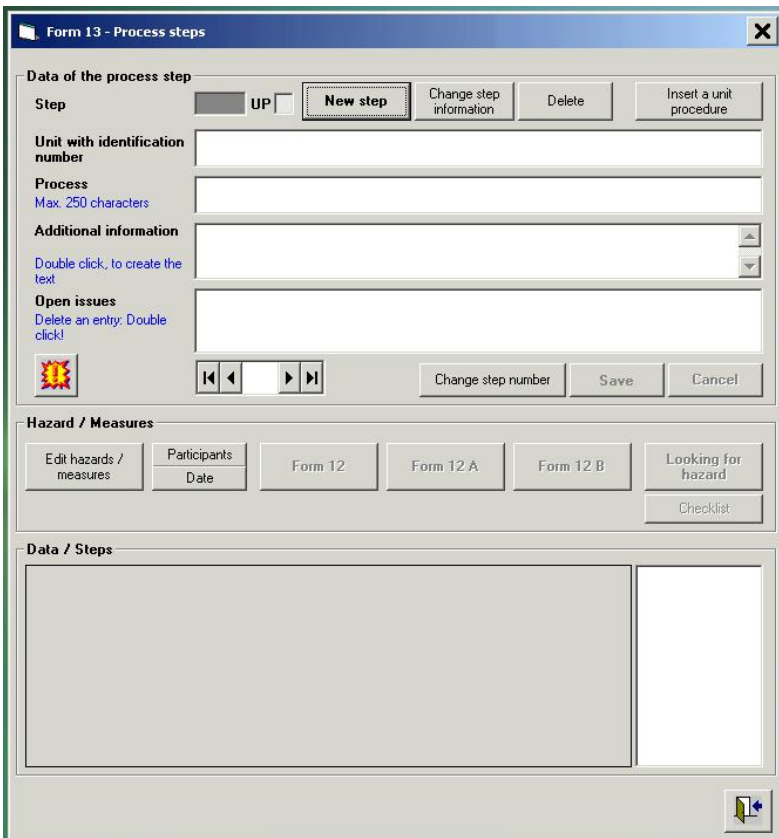 Form 13 - Process steps
Data of the process step
Step
UP
New step
Change step
information
Delete
Insert a unit
procedure
Unit with identification
number
Process
Max. 250 characters
Additional information
Double click, to create the
text
Open issues
Delete an entry: Double
click!
Change step number
Save
Cancel
Hazard / Measures
Edit hazards /
measures
Participants
Date
Form 12
Form 12 A
Form 12 B
Looking for
hazard
Checklist
Data / Steps